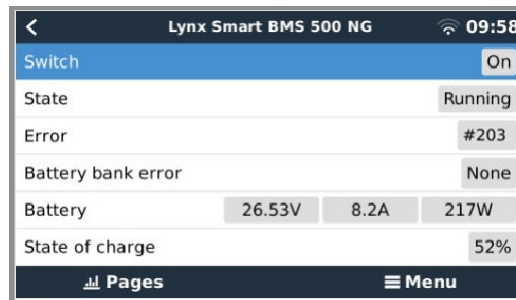 Lynx Smart BMS 500 NG 09:58
Switch On
State Running
Error #203
Battery bank error None
Battery 26.53V 8.2A 217W
State of charge 52%
Pages Menu